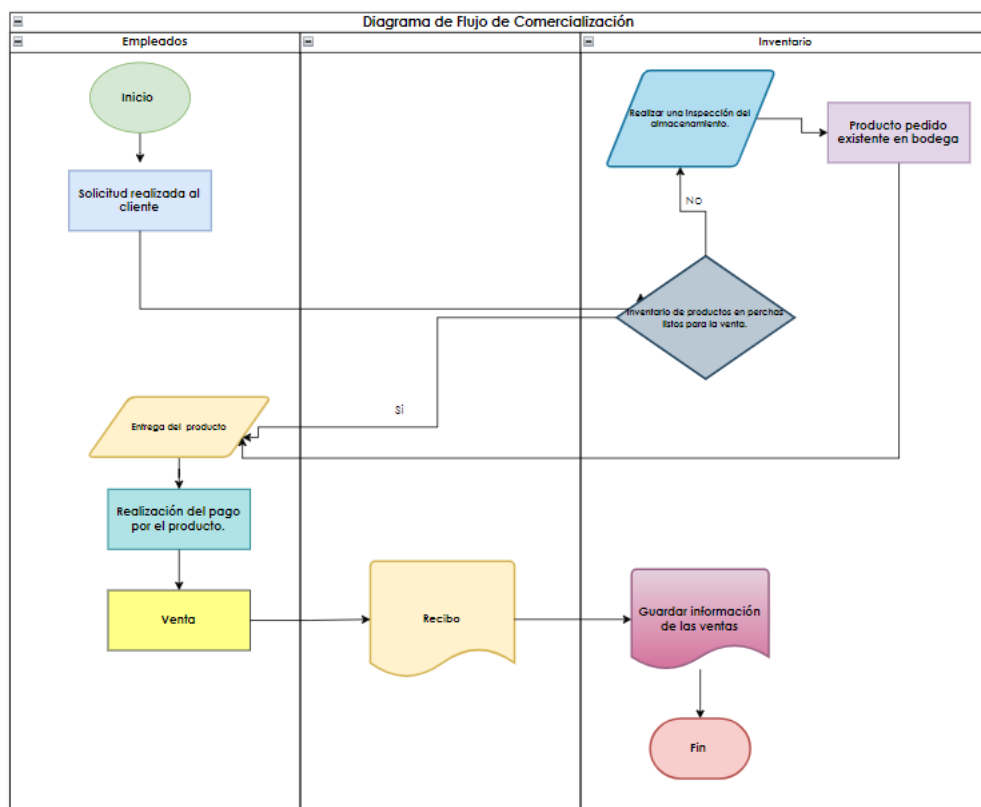 Diagrama de Flujo de Comercialización
Empleados
Inventario
Inicio
Realizar una inspección del
almacenamiento.
Producto pedido
existente en bodega
Solicitud realizada al
cliente
NO
Inventario de productos en perchas
listos para la venta.
Si
Entrega del producto
Realización del pago
por el producto.
Venta
Recibo
Guardar información
de las ventas
Fin